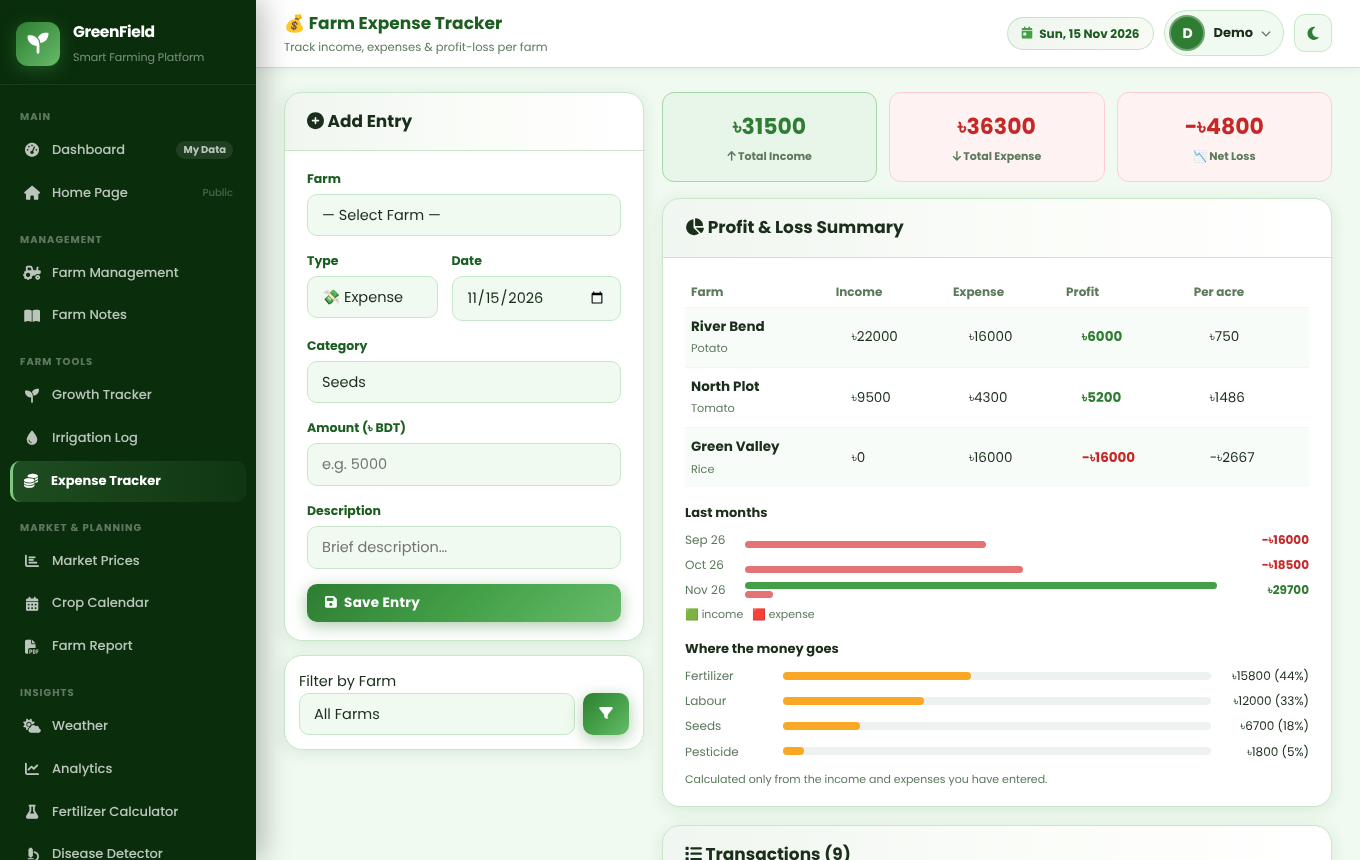 GreenField
Smart Farming Platform
MAIN
Dashboard My Data
Home Page Public
MANAGEMENT
Farm Management
Farm Notes
FARM TOOLS
Growth Tracker
Irrigation Log
Expense Tracker
MARKET & PLANNING
Market Prices
Crop Calendar
Farm Report
INSIGHTS
Weather
Analytics
Fertilizer Calculator
Disease Detector
💰 Farm Expense Tracker
Track income, expenses & profit-loss per farm
Sun, 15 Nov 2026
D Demo
Add Entry
Farm
— Select Farm —
Type Date
💸 Expense 11/15/2026
Category
Seeds
Amount (৳ BDT)
e.g. 5000
Description
Brief description...
Save Entry
Filter by Farm
All Farms
৳31500
↑ Total Income
৳36300
↓ Total Expense
−৳4800
📉 Net Loss
Profit & Loss Summary
Farm Income Expense Profit Per acre
River Bend
Potato
৳22000 ৳16000 ৳6000 ৳750
North Plot
Tomato
৳9500 ৳4300 ৳5200 ৳1486
Green Valley
Rice
৳0 ৳16000 −৳16000 −৳2667
Last months
Sep 26 −৳16000
Oct 26 −৳18500
Nov 26 ৳29700
🟩 income 🟥 expense
Where the money goes
Fertilizer ৳15800 (44%)
Labour ৳12000 (33%)
Seeds ৳6700 (18%)
Pesticide ৳1800 (5%)
Calculated only from the income and expenses you have entered.
Transactions (9)